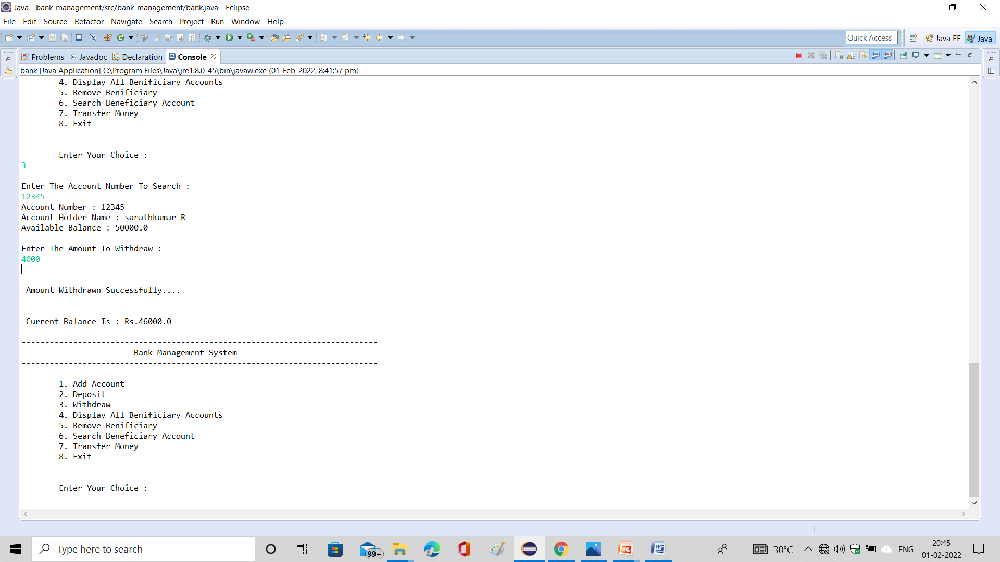 Java - bank_management/src/bank_management/bank.java - Eclipse
File Edit Source Refactor Navigate Search Project Run Window Help
Quick Access Java EE Java
Problems @ Javadoc Declaration Console
bank [Java Application] C:\Program Files\Java\jre1.8.0_45\bin\javaw.exe (01-Feb-2022, 8:41:57 pm)
4. Display All Benificiary Accounts
5. Remove Benificiary
6. Search Beneficiary Account
7. Transfer Money
8. Exit
Enter Your Choice :
3
-----------------------------------------------------------------------------
Enter The Account Number To Search :
12345
Account Number : 12345
Account Holder Name : sarathkumar R
Available Balance : 50000.0
Enter The Amount To Withdraw :
4000
Amount Withdrawn Successfully....
Current Balance Is : Rs.46000.0
----------------------------------------------------------------------------
Bank Management System
----------------------------------------------------------------------------
1. Add Account
2. Deposit
3. Withdraw
4. Display All Benificiary Accounts
5. Remove Benificiary
6. Search Beneficiary Account
7. Transfer Money
8. Exit
Enter Your Choice :
Type here to search 99+ 30°C ENG 20:45
01-02-2022